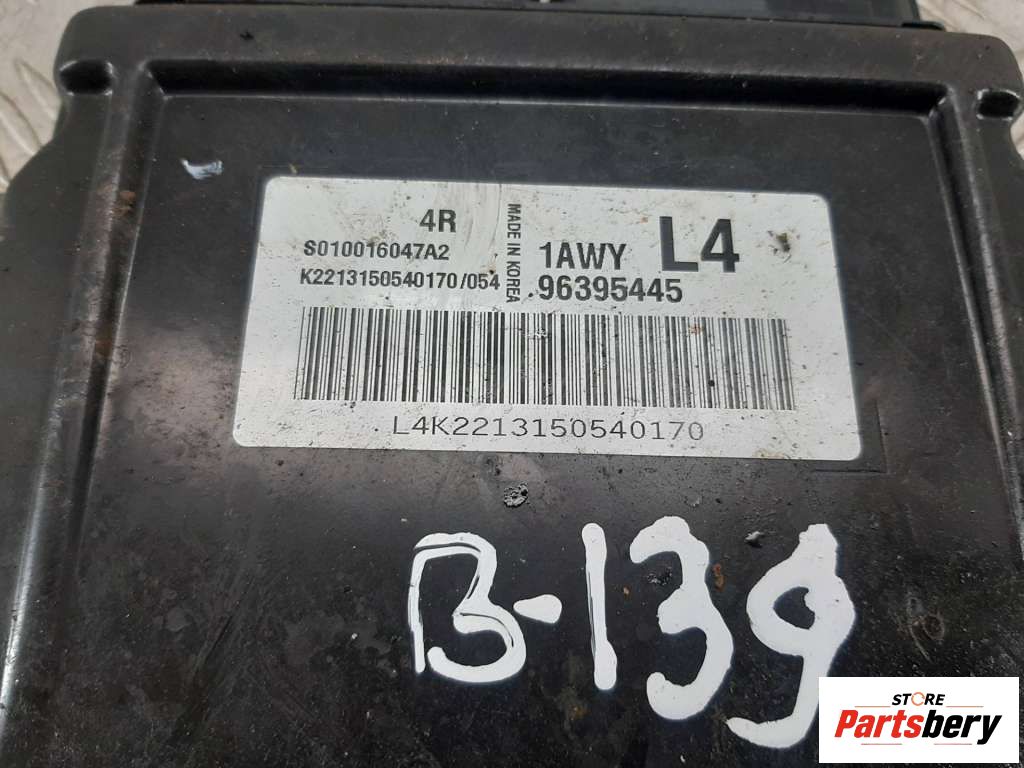 4R
S010016047A2
K2213150540170/054
MADE IN KOREA
1AWY L4
96395445
L4K2213150540170
B-139
STORE
Partsbery